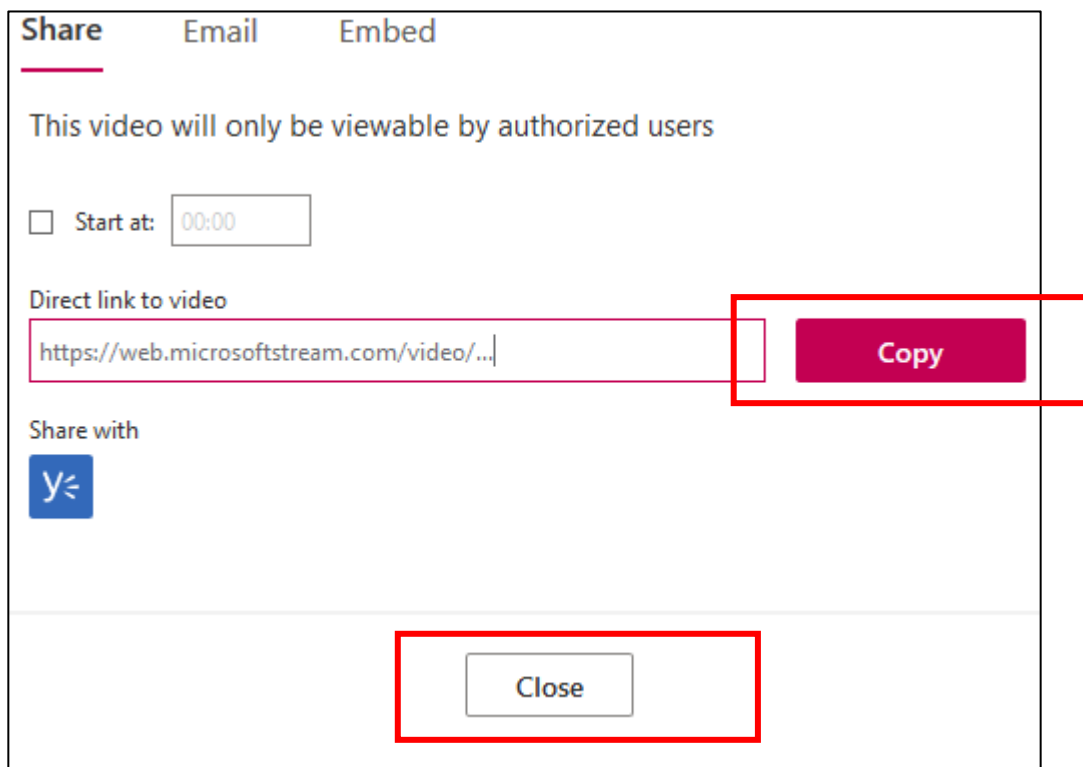 Share Email Embed
This video will only be viewable by authorized users
Start at: 00:00
Direct link to video
https://web.microsoftstream.com/video/...
Copy
Share with
y
Close